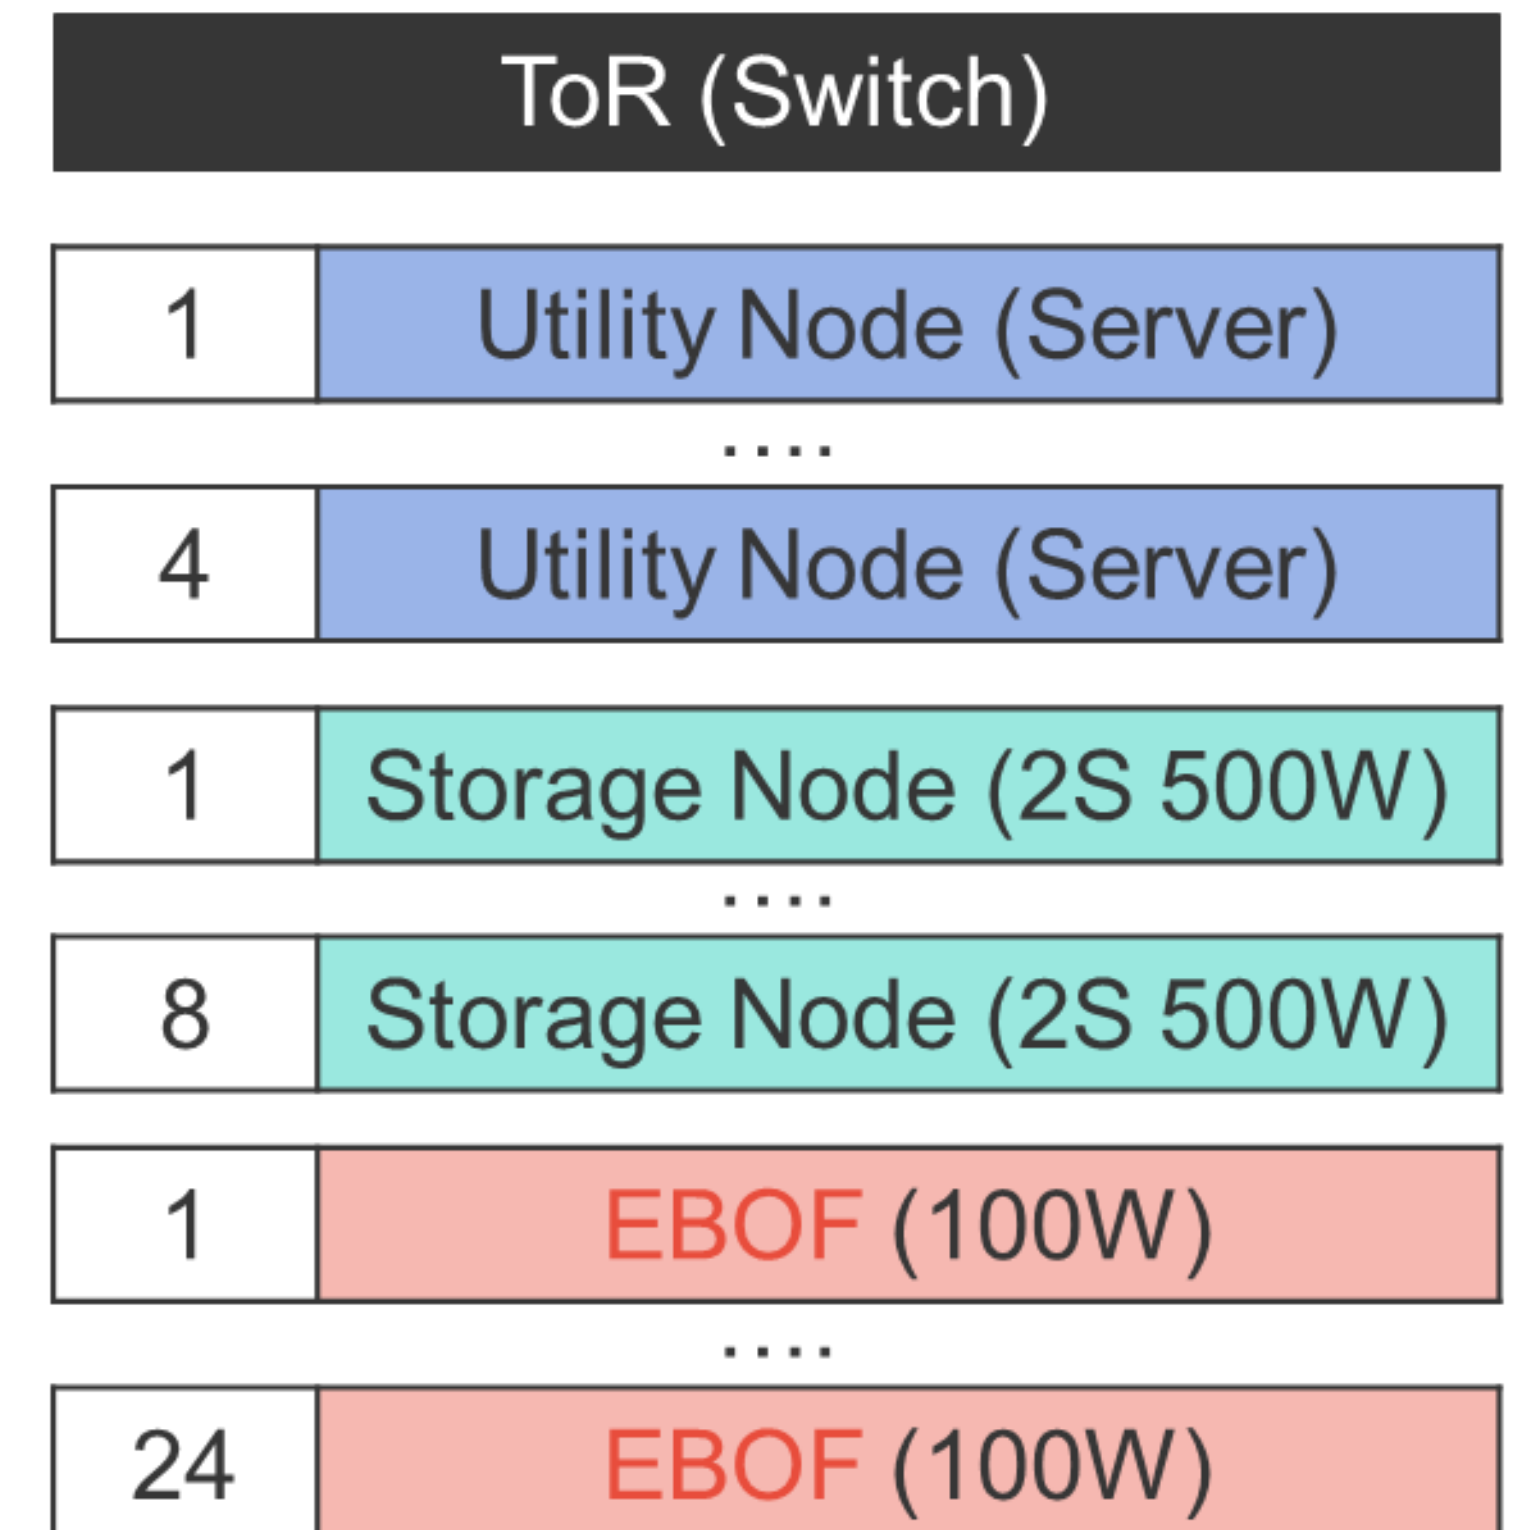 ToR (Switch)
1 Utility Node (Server)
....
4 Utility Node (Server)
1 Storage Node (2S 500W)
....
8 Storage Node (2S 500W)
1 EBOF (100W)
....
24 EBOF (100W)